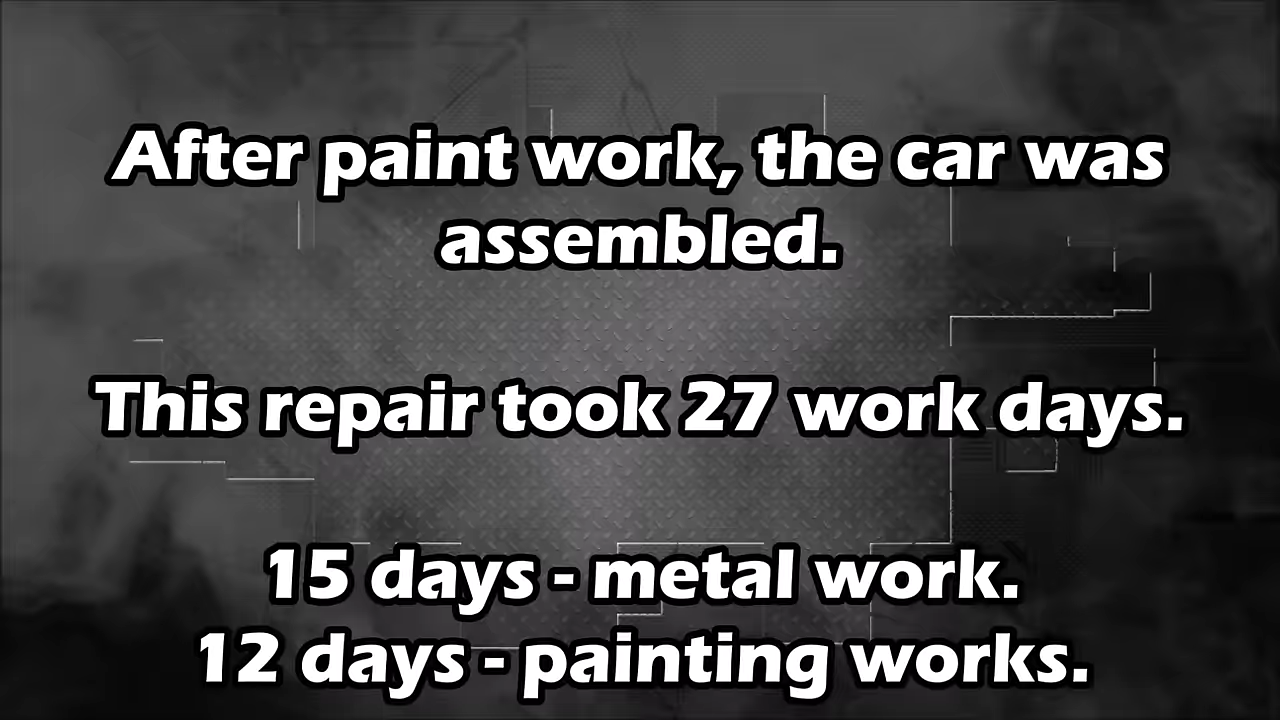 After paint work, the car was
assembled.
This repair took 27 work days.
15 days - metal work.
12 days - painting works.